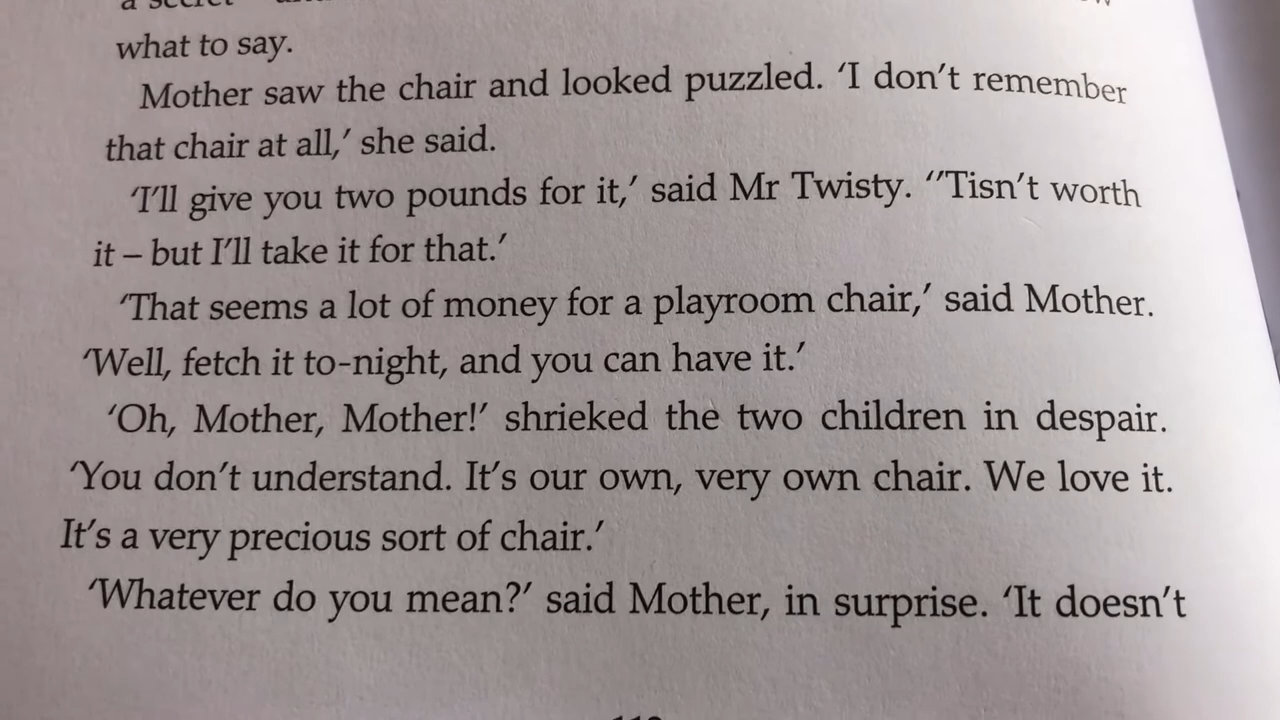 what to say.
Mother saw the chair and looked puzzled. ‘I don’t remember
that chair at all,’ she said.
‘I’ll give you two pounds for it,’ said Mr Twisty. ‘’Tisn’t worth
it – but I’ll take it for that.’
‘That seems a lot of money for a playroom chair,’ said Mother.
‘Well, fetch it to-night, and you can have it.’
‘Oh, Mother, Mother!’ shrieked the two children in despair.
‘You don’t understand. It’s our own, very own chair. We love it.
It’s a very precious sort of chair.’
‘Whatever do you mean?’ said Mother, in surprise. ‘It doesn’t